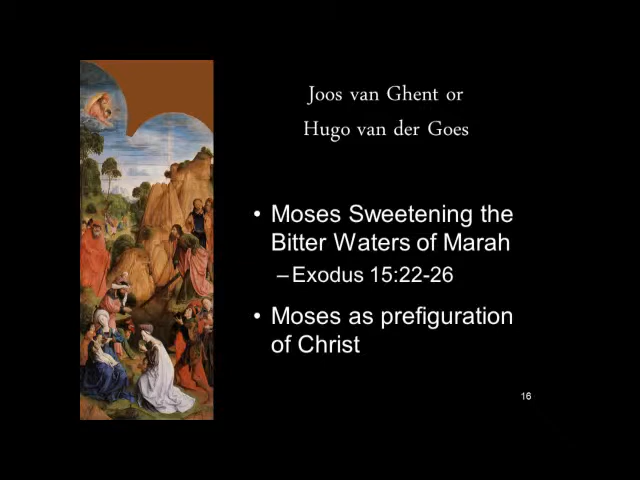 Joos van Ghent or
Hugo van der Goes
• Moses Sweetening the
Bitter Waters of Marah
–Exodus 15:22-26
• Moses as prefiguration
of Christ
16